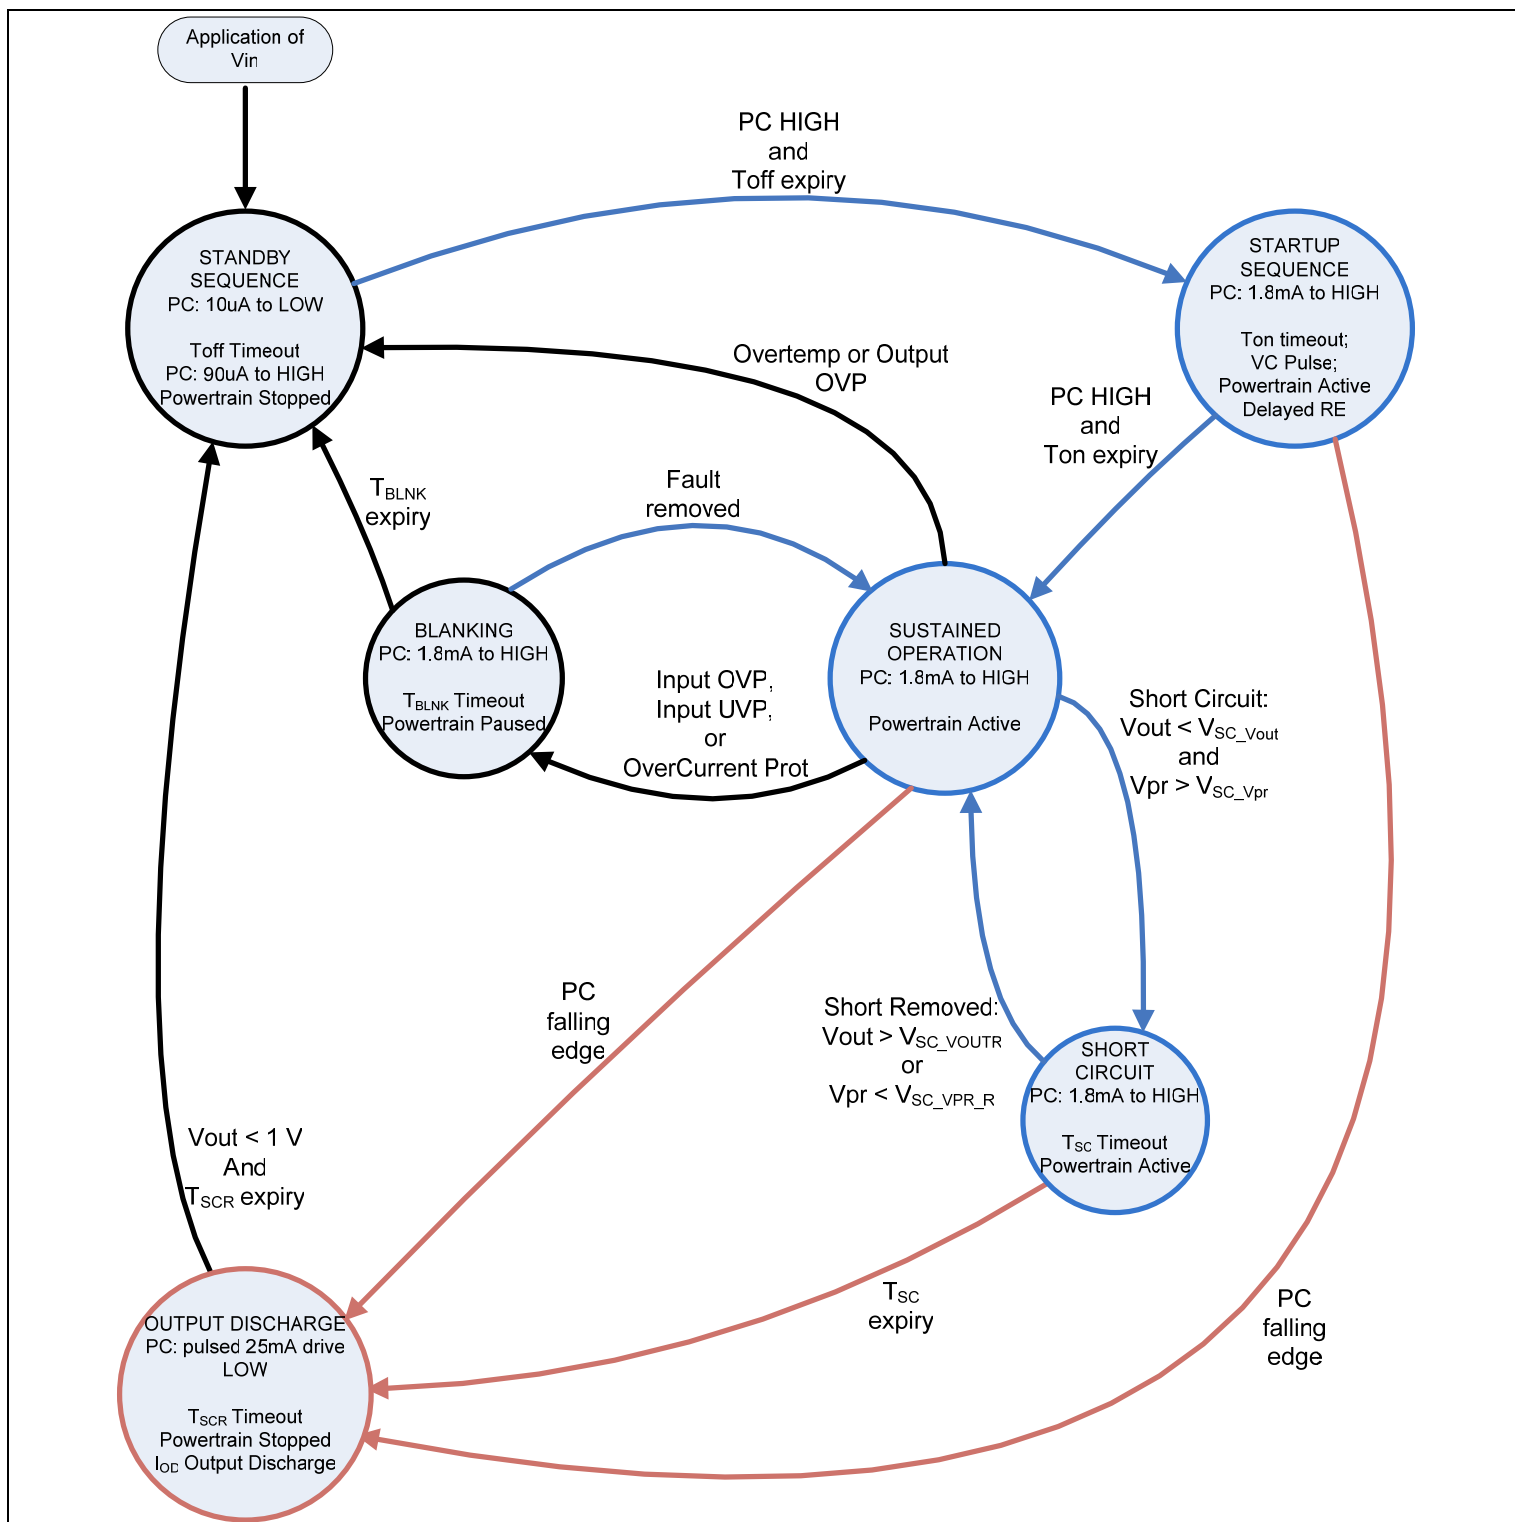 Application of
Vin
PC HIGH
and
Toff expiry
STANDBY
SEQUENCE
PC: 10uA to LOW
Toff Timeout
PC: 90uA to HIGH
Powertrain Stopped
STARTUP
SEQUENCE
PC: 1.8mA to HIGH
Ton timeout;
VC Pulse;
Powertrain Active
Delayed RE
Overtemp or Output
OVP
PC HIGH
and
Ton expiry
TBLNK
expiry
Fault
removed
BLANKING
PC: 1.8mA to HIGH
TBLNK Timeout
Powertrain Paused
Input OVP,
Input UVP,
or
OverCurrent Prot
SUSTAINED
OPERATION
PC: 1.8mA to HIGH
Powertrain Active
Short Circuit:
Vout < VSC_Vout
and
Vpr > VSC_Vpr
PC
falling
edge
Short Removed:
Vout > VSC_VOUTR
or
Vpr < VSC_VPR_R
SHORT
CIRCUIT
PC: 1.8mA to HIGH
TSC Timeout
Powertrain Active
Vout < 1 V
And
TSCR expiry
TSC
expiry
PC
falling
edge
OUTPUT DISCHARGE
PC: pulsed 25mA drive
LOW
TSCR Timeout
Powertrain Stopped
IOD Output Discharge